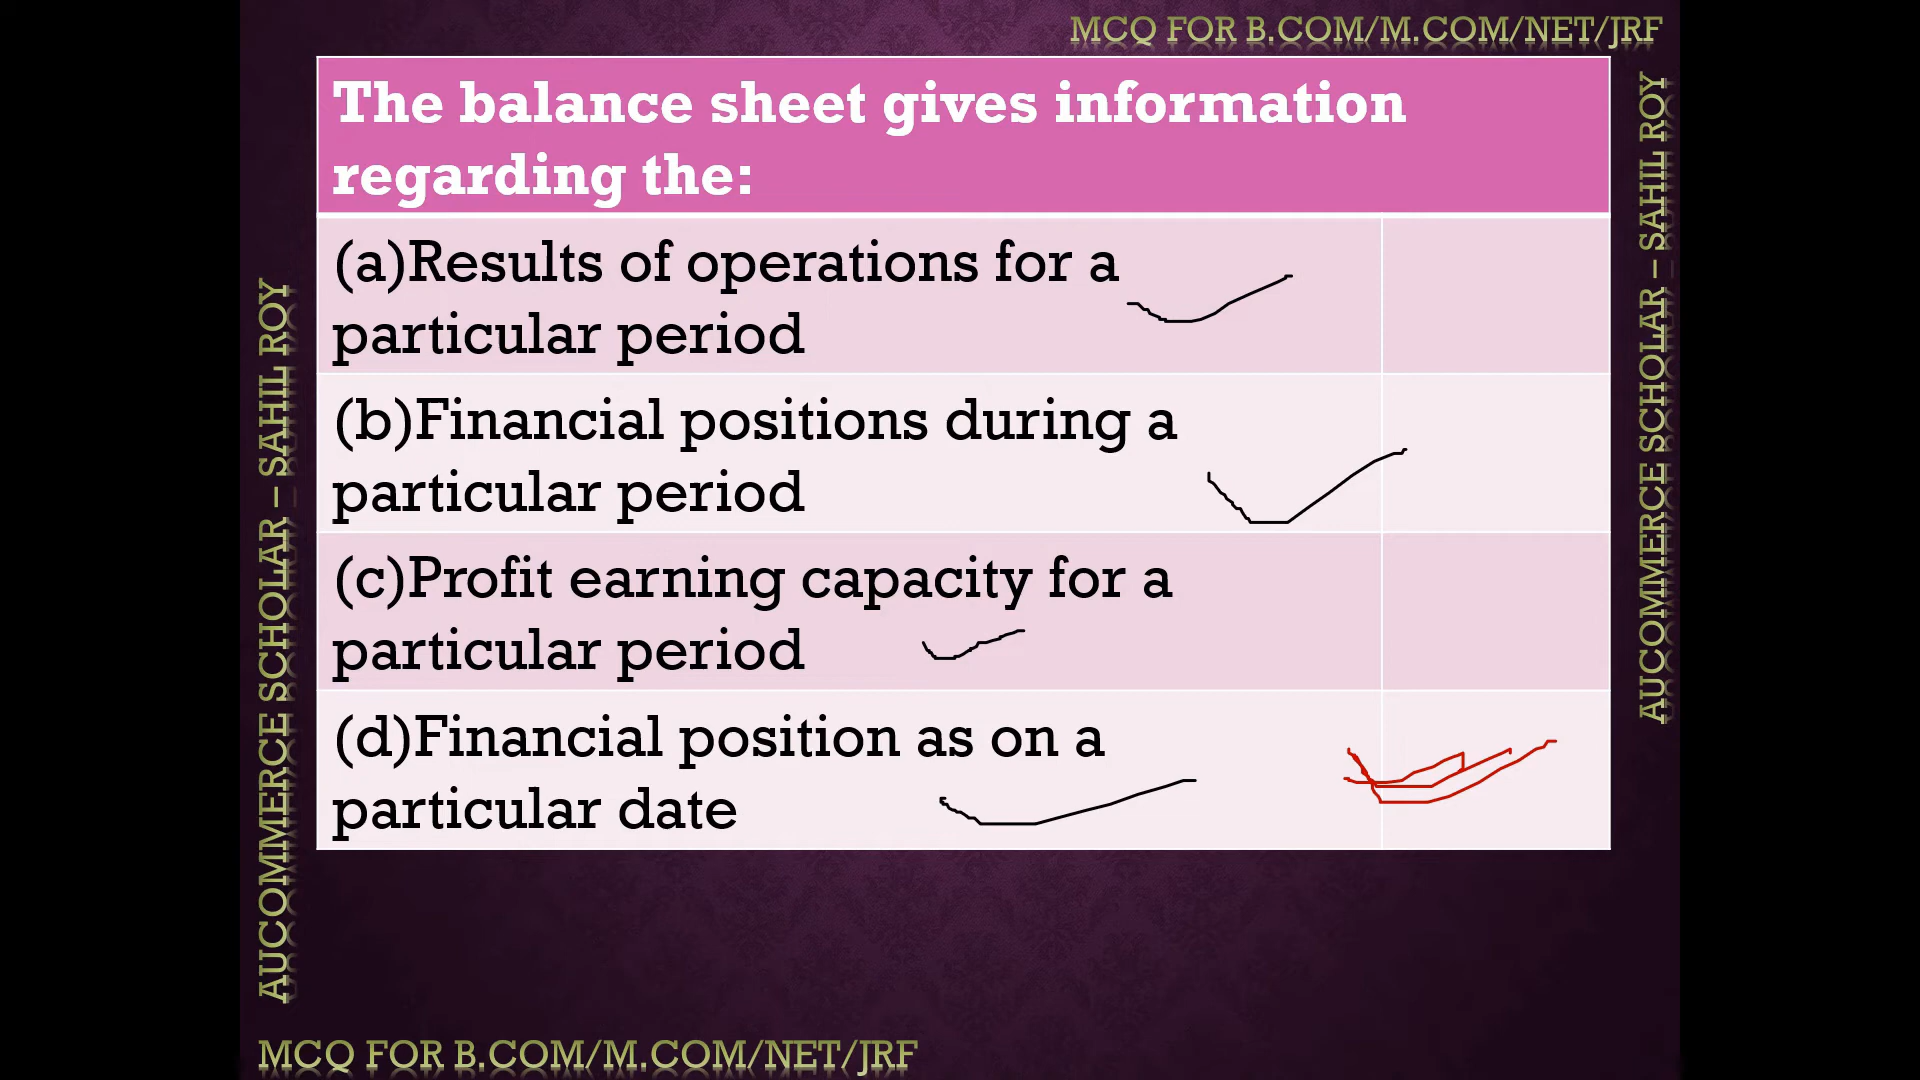 MCQ FOR B.COM/M.COM/NET/JRF
The balance sheet gives information
regarding the:
(a)Results of operations for a
particular period
(b)Financial positions during a
particular period
(c)Profit earning capacity for a
particular period
(d)Financial position as on a
particular date
AUCOMMERCE SCHOLAR – SAHIL ROY
AUCOMMERCE SCHOLAR – SAHIL ROY
MCQ FOR B.COM/M.COM/NET/JRF